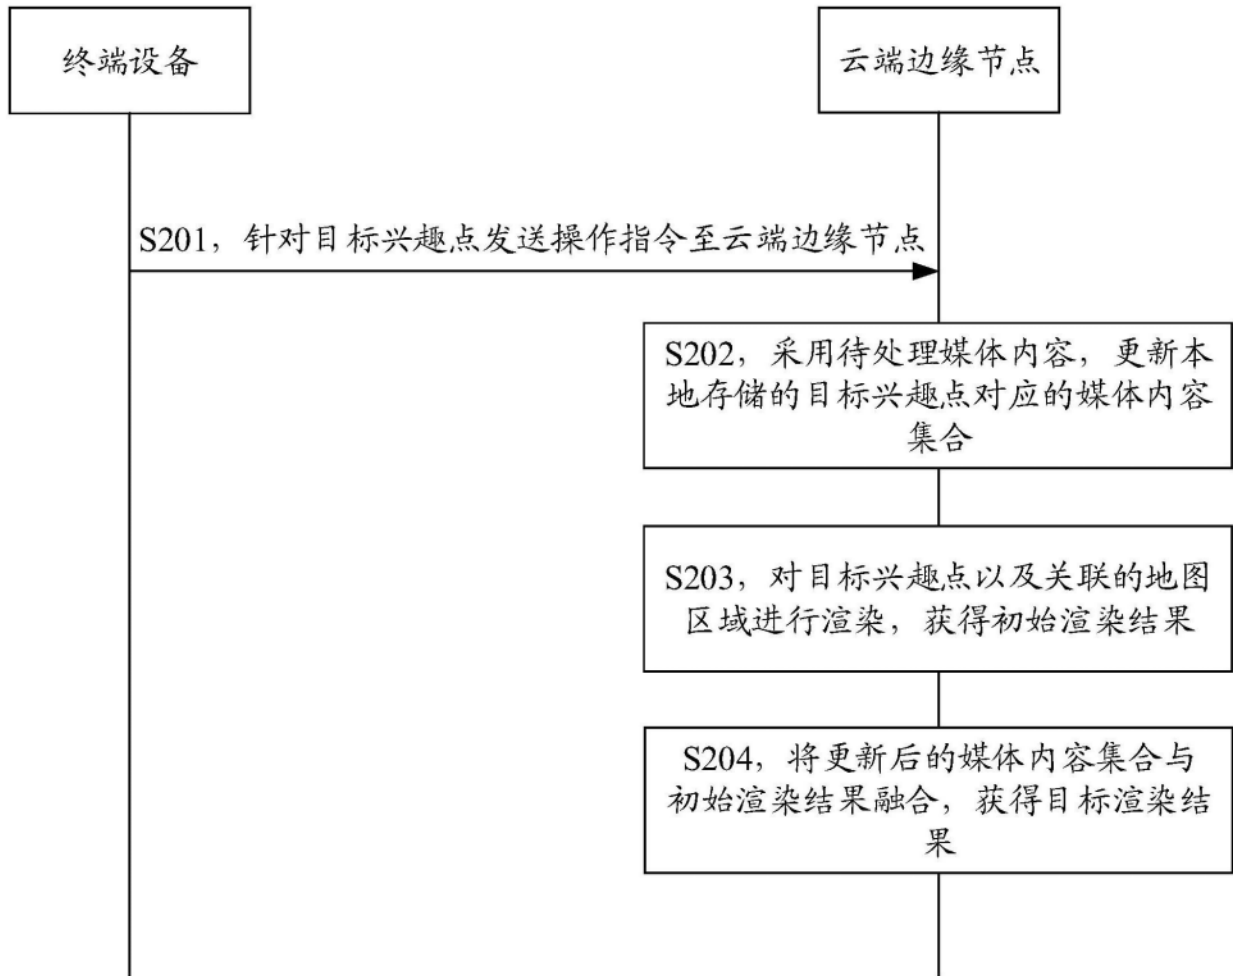 终端设备
云端边缘节点
S201，针对目标兴趣点发送操作指令至云端边缘节点
S202，采用待处理媒体内容，更新本
地存储的目标兴趣点对应的媒体内容
集合
S203，对目标兴趣点以及关联的地图
区域进行渲染，获得初始渲染结果
S204，将更新后的媒体内容集合与
初始渲染结果融合，获得目标渲染结
果